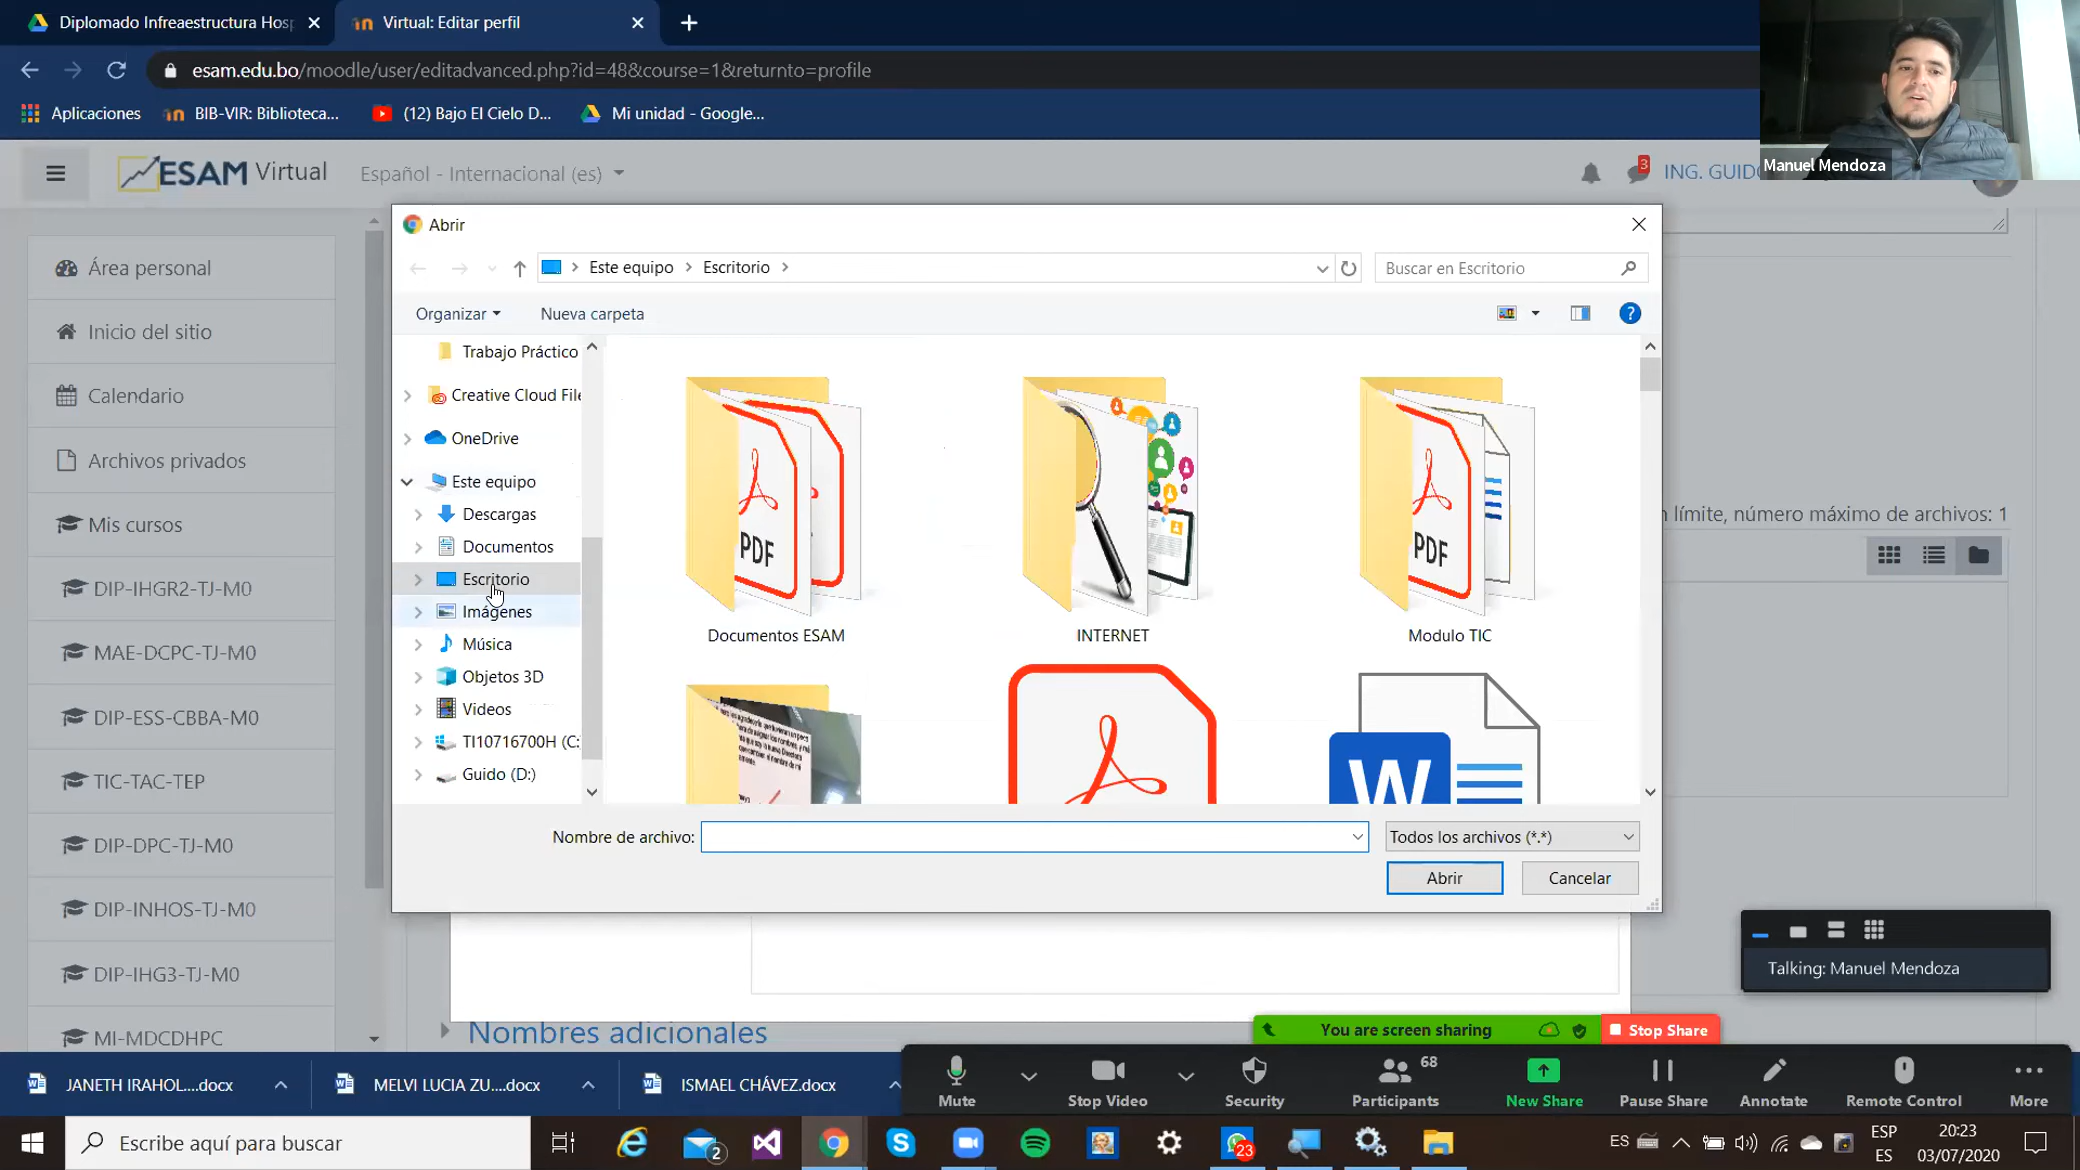 Diplomado Infreaestructura Hosp
Virtual: Editar perfil
esam.edu.bo/moodle/user/editadvanced.php?id=48&course=1&returnto=profile
Aplicaciones
BIB-VIR: Biblioteca...
(12) Bajo El Cielo D...
Mi unidad - Google...
Manuel Mendoza
ESAM Virtual
Español - Internacional (es)
3
ING. GUIDO
Abrir
Este equipo
Escritorio
Buscar en Escritorio
Organizar
Nueva carpeta
Área personal
Inicio del sitio
Calendario
Archivos privados
Mis cursos
DIP-IHGR2-TJ-M0
MAE-DCPC-TJ-M0
DIP-ESS-CBBA-M0
TIC-TAC-TEP
DIP-DPC-TJ-M0
DIP-INHOS-TJ-M0
DIP-IHG3-TJ-M0
MI-MDCDHPC
Trabajo Práctico
Creative Cloud File
OneDrive
Este equipo
Descargas
Documentos
Escritorio
Imágenes
Música
Objetos 3D
Videos
TI10716700H (C:
Guido (D:)
PDF
PDF
Documentos ESAM
INTERNET
Modulo TIC
W
n límite, número máximo de archivos: 1
Nombre de archivo:
Todos los archivos (*.*)
Abrir
Cancelar
Talking: Manuel Mendoza
Nombres adicionales
You are screen sharing
Stop Share
JANETH IRAHOL....docx
MELVI LUCIA ZU....docx
ISMAEL CHÁVEZ.docx
Mute
Stop Video
Security
68
Participants
New Share
Pause Share
Annotate
Remote Control
More
Escribe aquí para buscar
2
23
ES
ESP
ES
20:23
03/07/2020